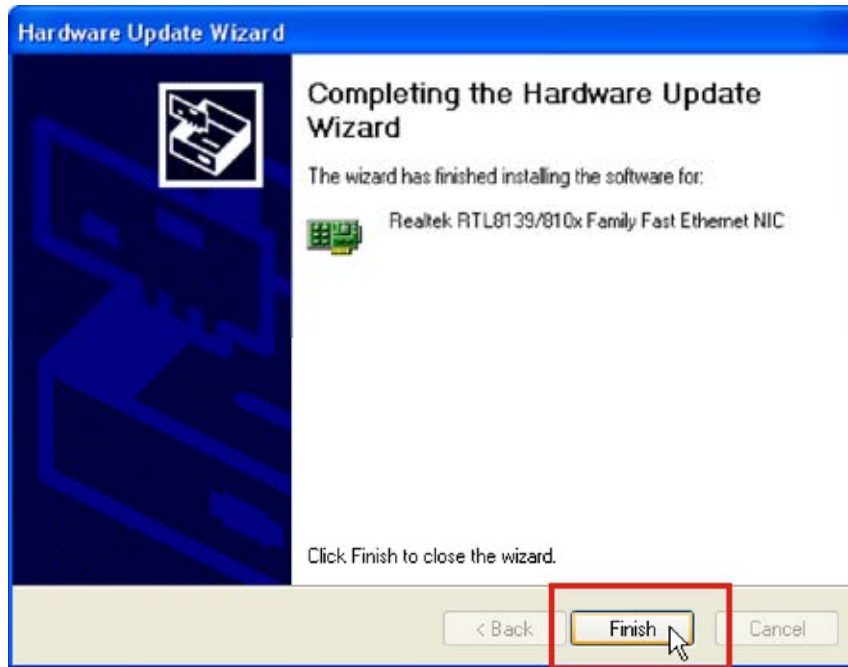 Hardware Update Wizard
Completing the Hardware Update
Wizard
The wizard has finished installing the software for:
Realtek RTL8139/810x Family Fast Ethernet NIC
Click Finish to close the wizard.
< Back Finish Cancel